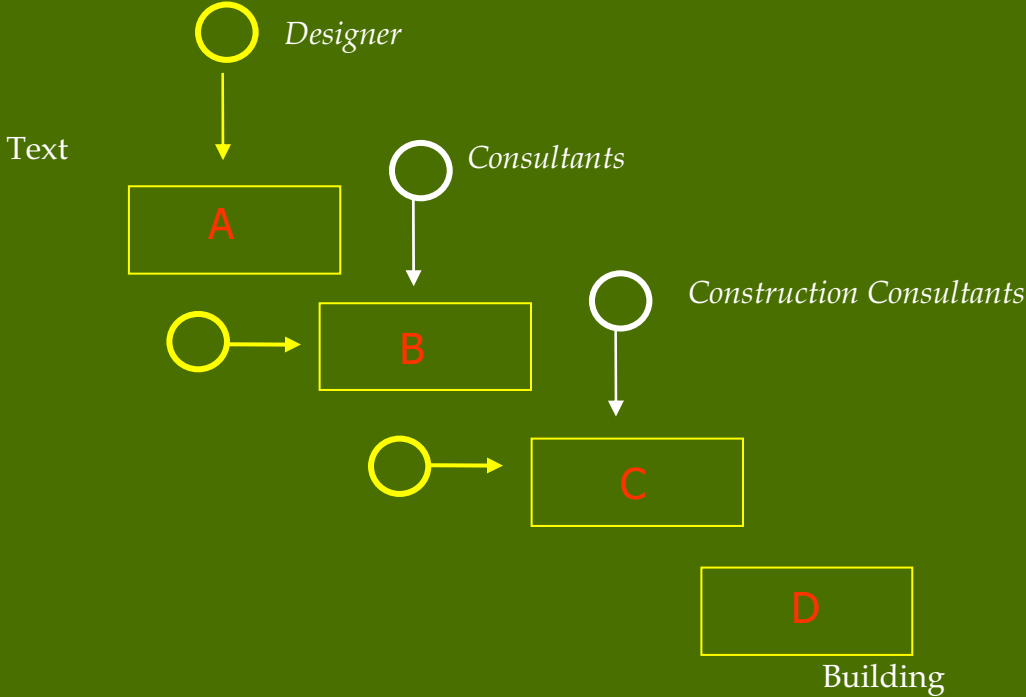 Designer
Text
Consultants
A
Construction Consultants
B
C
D
Building